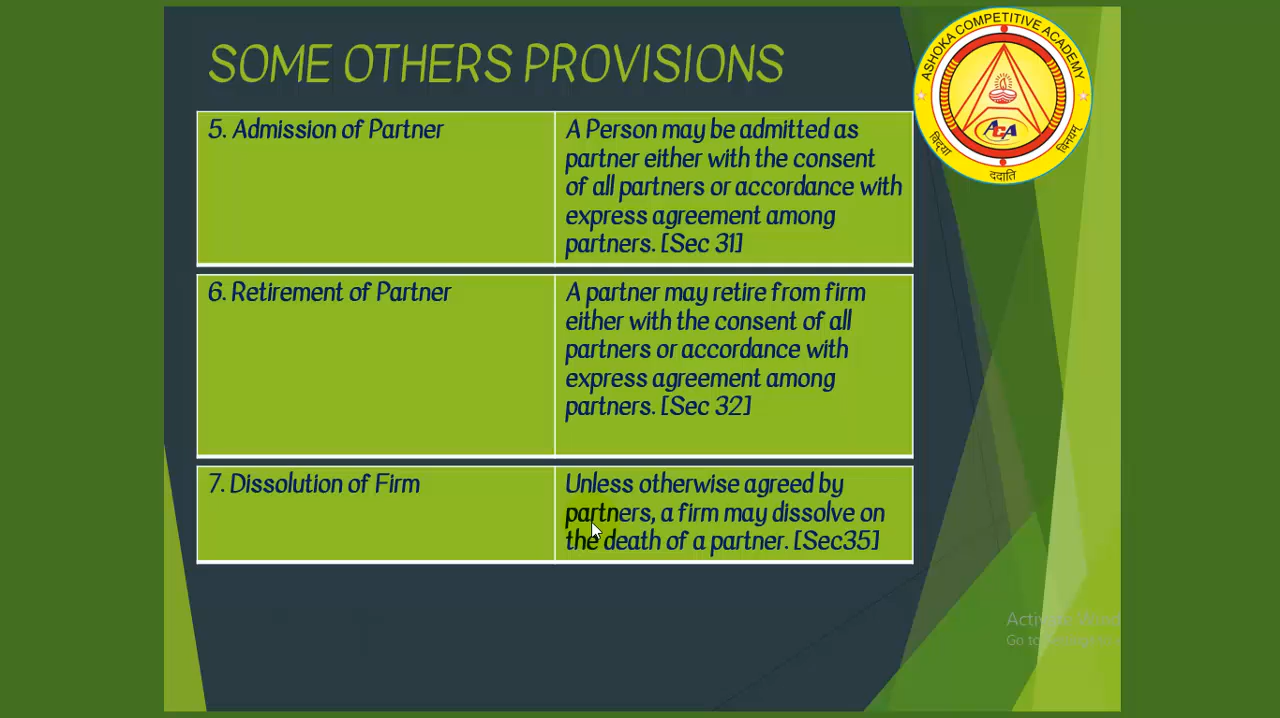 SOME OTHERS PROVISIONS
5. Admission of Partner
A Person may be admitted as
partner either with the consent
of all partners or accordance with
express agreement among
partners. [Sec 31]
6. Retirement of Partner
A partner may retire from firm
either with the consent of all
partners or accordance with
express agreement among
partners. [Sec 32]
7. Dissolution of Firm
Unless otherwise agreed by
partners, a firm may dissolve on
the death of a partner. [Sec35]
ASHOKA COMPETITIVE ACADEMY
ACA
विद्या
ददाति
विनयम्
Go to